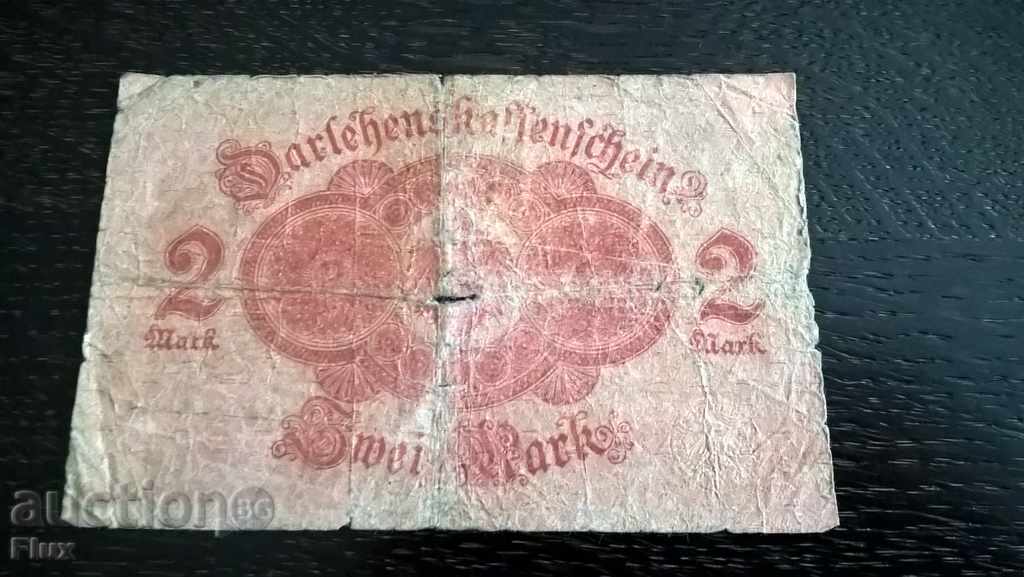 Darlehenskassenschein
2 2
Mark Mark
Zwei Mark
auction.BG
Flux